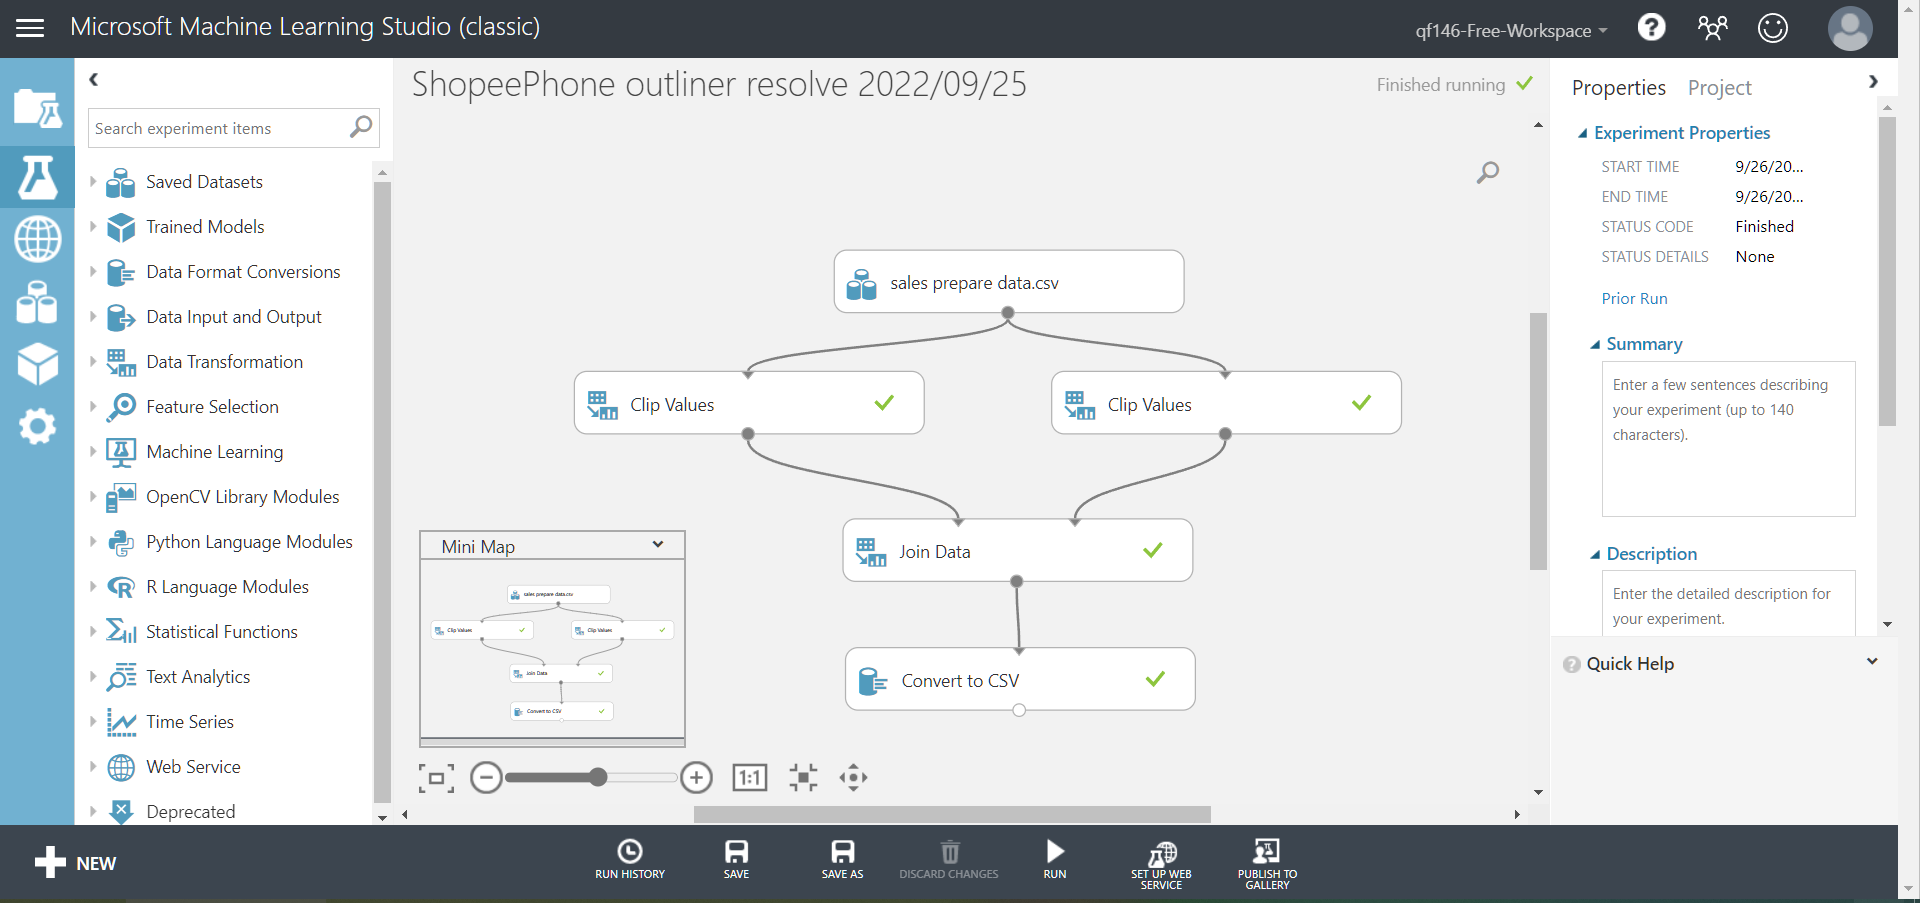 Microsoft Machine Learning Studio (classic)
qf146-Free-Workspace
?
Search experiment items
Saved Datasets
Trained Models
Data Format Conversions
Data Input and Output
Data Transformation
Feature Selection
Machine Learning
OpenCV Library Modules
Python Language Modules
R Language Modules
Statistical Functions
Text Analytics
Time Series
Web Service
Deprecated
ShopeePhone outliner resolve 2022/09/25
Finished running
sales prepare data.csv
Clip Values
Clip Values
Join Data
Convert to CSV
Mini Map
sales prepare data.csv
Clip Values
Clip Values
Join Data
Convert to CSV
1:1
Properties
Project
Experiment Properties
START TIME 9/26/20...
END TIME 9/26/20...
STATUS CODE Finished
STATUS DETAILS None
Prior Run
Summary
Enter a few sentences describing
your experiment (up to 140
characters).
Description
Enter the detailed description for
your experiment.
? Quick Help
NEW
RUN HISTORY
SAVE
SAVE AS
DISCARD CHANGES
RUN
SET UP WEB
SERVICE
PUBLISH TO
GALLERY